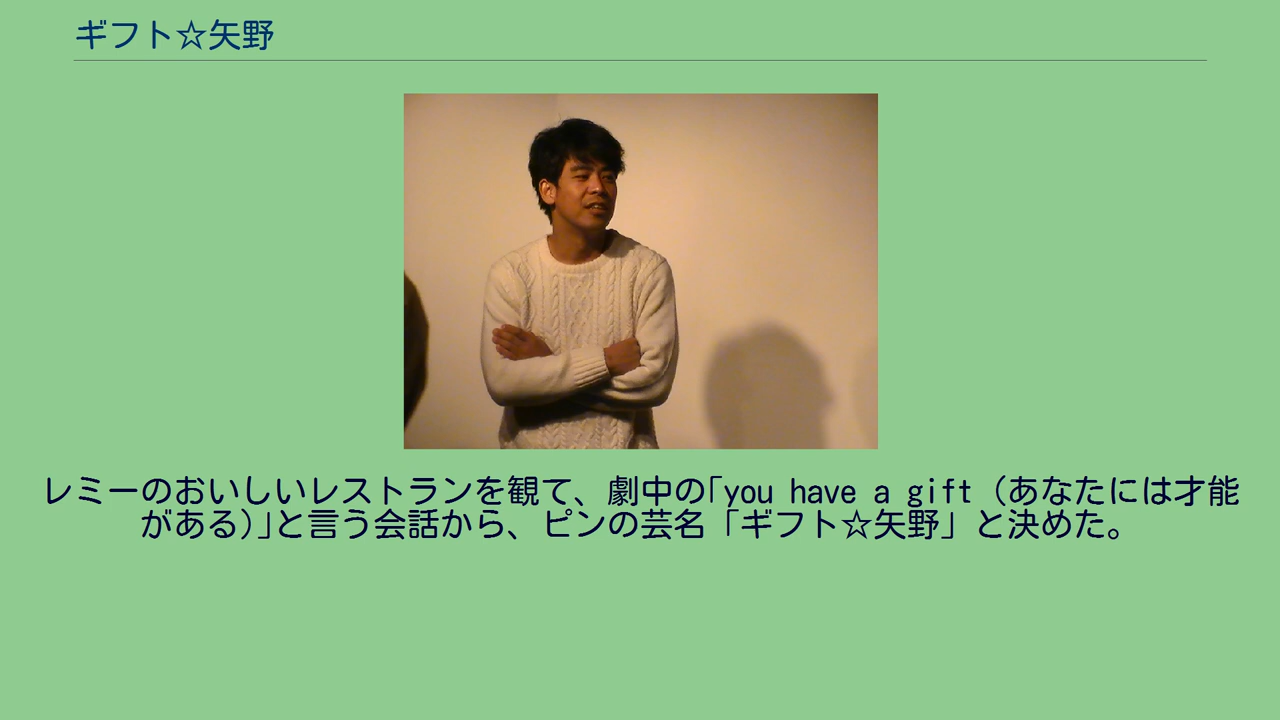 ギフト☆矢野
レミーのおいしいレストランを観て、劇中の｢you have a gift (あなたには才能
がある)｣と言う会話から、ピンの芸名「ギフト☆矢野」と決めた。